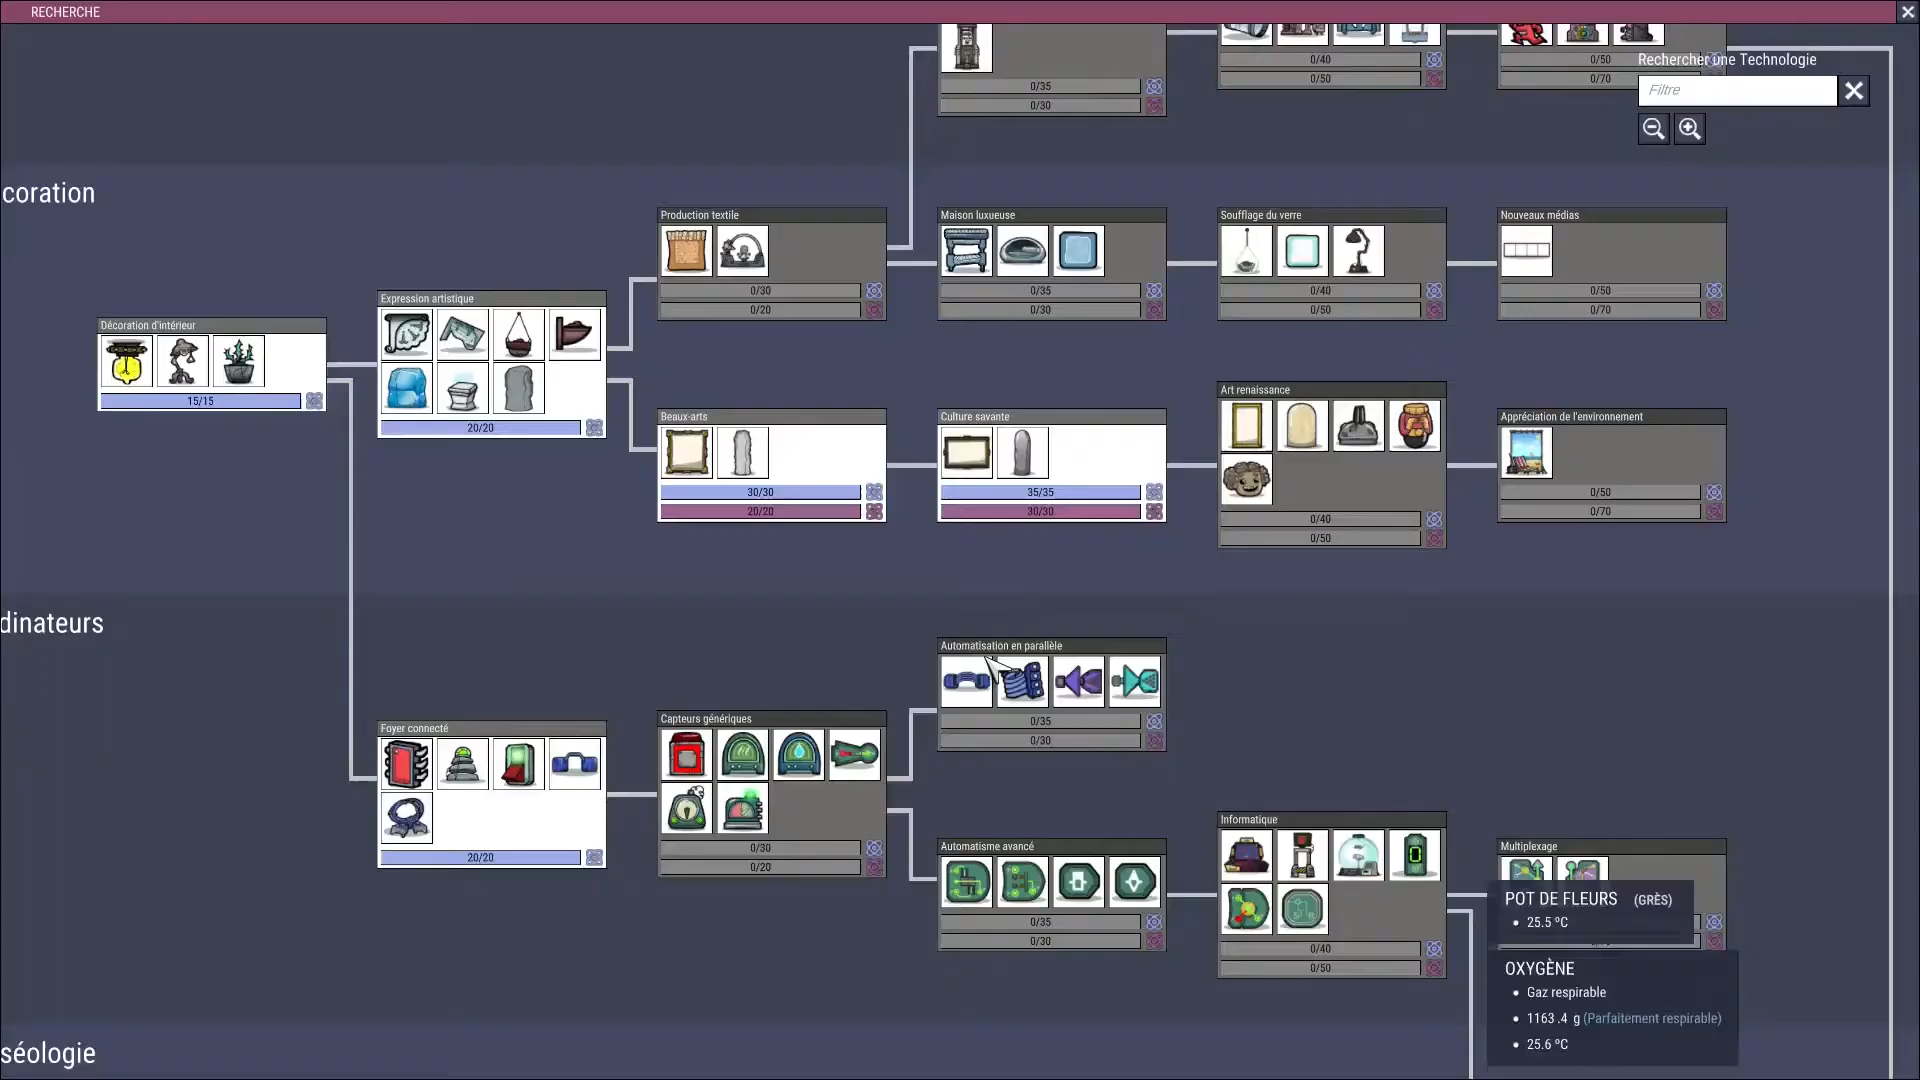 RECHERCHE
0/35
0/30
0/40
0/50
0/50
0/70
Rechercher une Technologie
Filtre
coration
Production textile
0/30
0/20
Maison luxueuse
0/35
0/30
Soufflage du verre
0/40
0/50
Nouveaux médias
0/50
0/70
Décoration d'intérieur
15/15
Expression artistique
20/20
Beaux-arts
30/30
20/20
Culture savante
35/35
30/30
Art renaissance
0/40
0/50
Appréciation de l'environnement
0/50
0/70
dinateurs
Automatisation en parallèle
0/35
0/30
Foyer connecté
20/20
Capteurs génériques
0/30
0/20
Automatisme avancé
0/35
0/30
Informatique
0/40
0/50
Multiplexage
POT DE FLEURS (GRÈS)
• 25.5 ºC
OXYGÈNE
• Gaz respirable
• 1163.4 g (Parfaitement respirable)
• 25.6 ºC
séologie